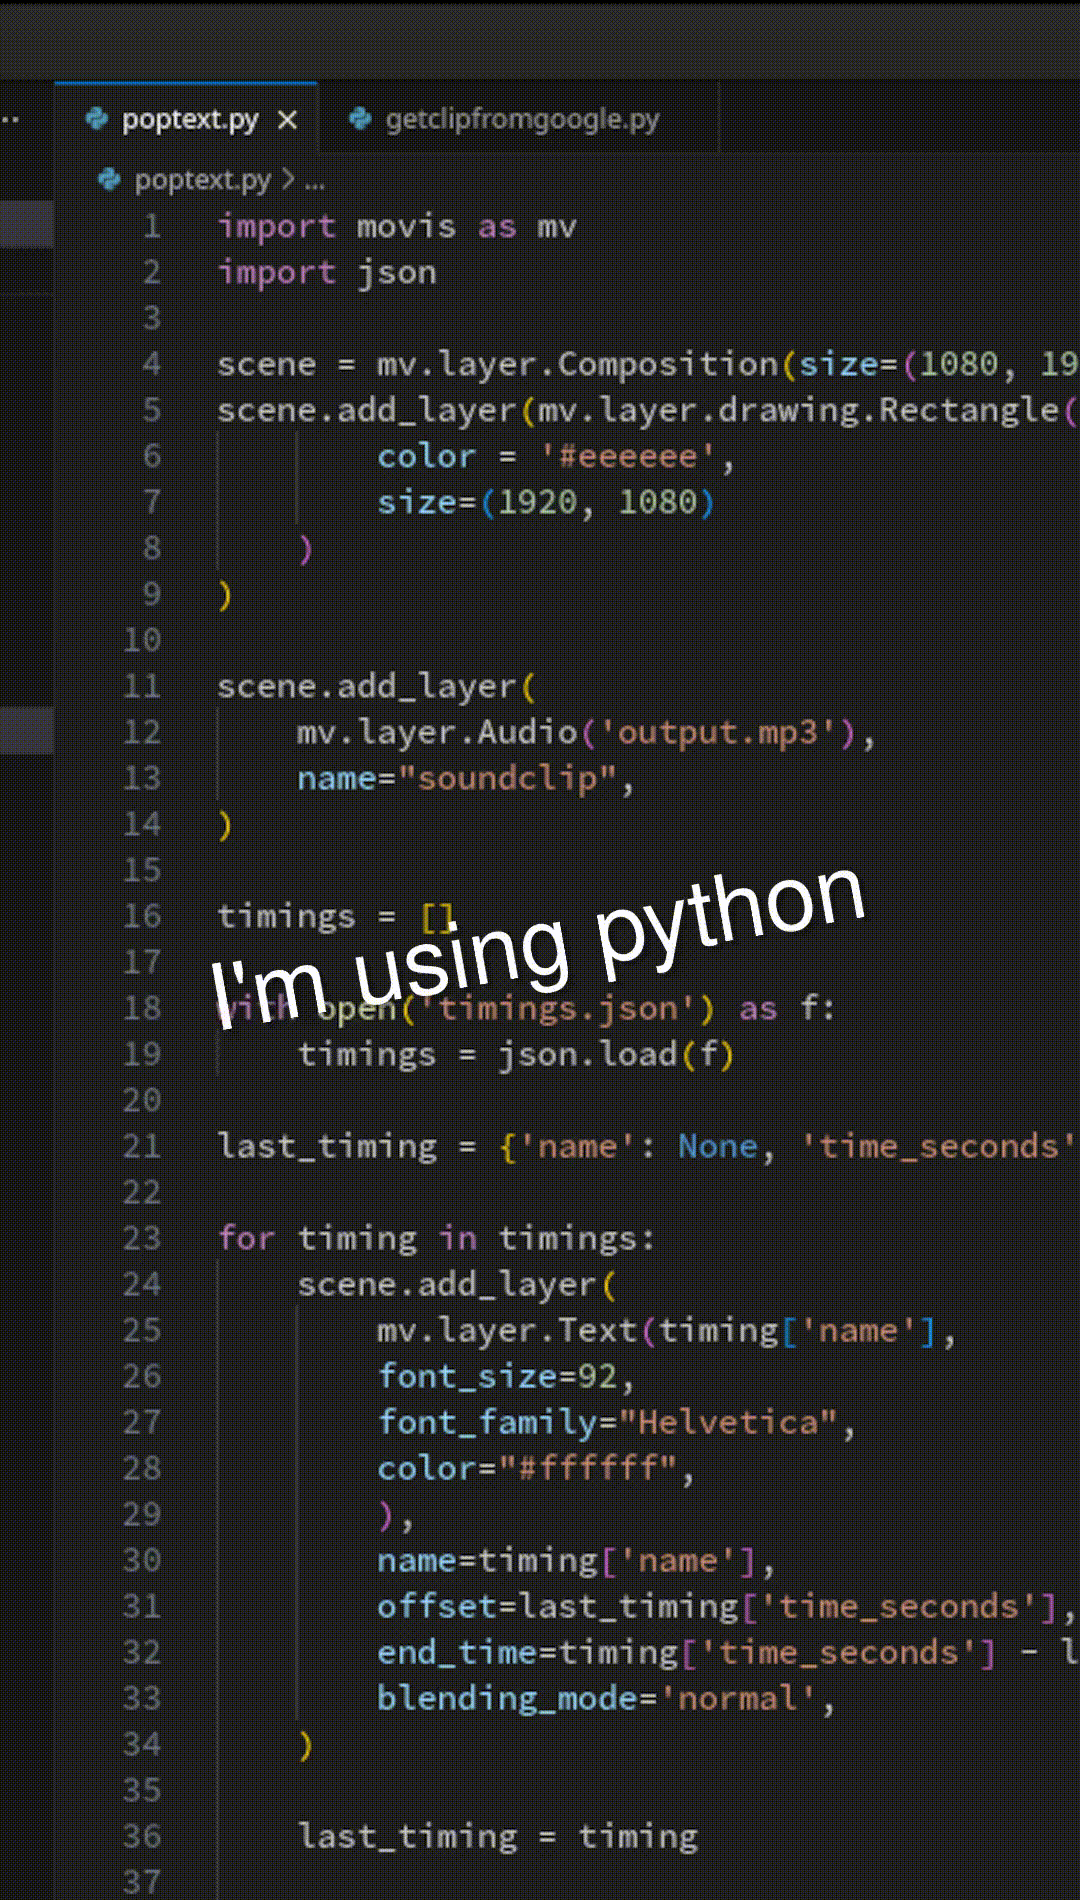 poptext.py × getclipfromgoogle.py
poptext.py > ...
1 import movis as mv
2 import json
3
4 scene = mv.layer.Composition(size=(1080, 19
5 scene.add_layer(mv.layer.drawing.Rectangle(
6 color = '#eeeeee',
7 size=(1920, 1080)
8 )
9 )
10
11 scene.add_layer(
12 mv.layer.Audio('output.mp3'),
13 name="soundclip",
14 )
15
16 timings = []
I'm using python
17
18 with open('timings.json') as f:
19 timings = json.load(f)
20
21 last_timing = {'name': None, 'time_seconds'
22
23 for timing in timings:
24 scene.add_layer(
25 mv.layer.Text(timing['name'],
26 font_size=92,
27 font_family="Helvetica",
28 color="#ffffff",
29 ),
30 name=timing['name'],
31 offset=last_timing['time_seconds'],
32 end_time=timing['time_seconds'] - l
33 blending_mode='normal',
34 )
35
36 last_timing = timing
37